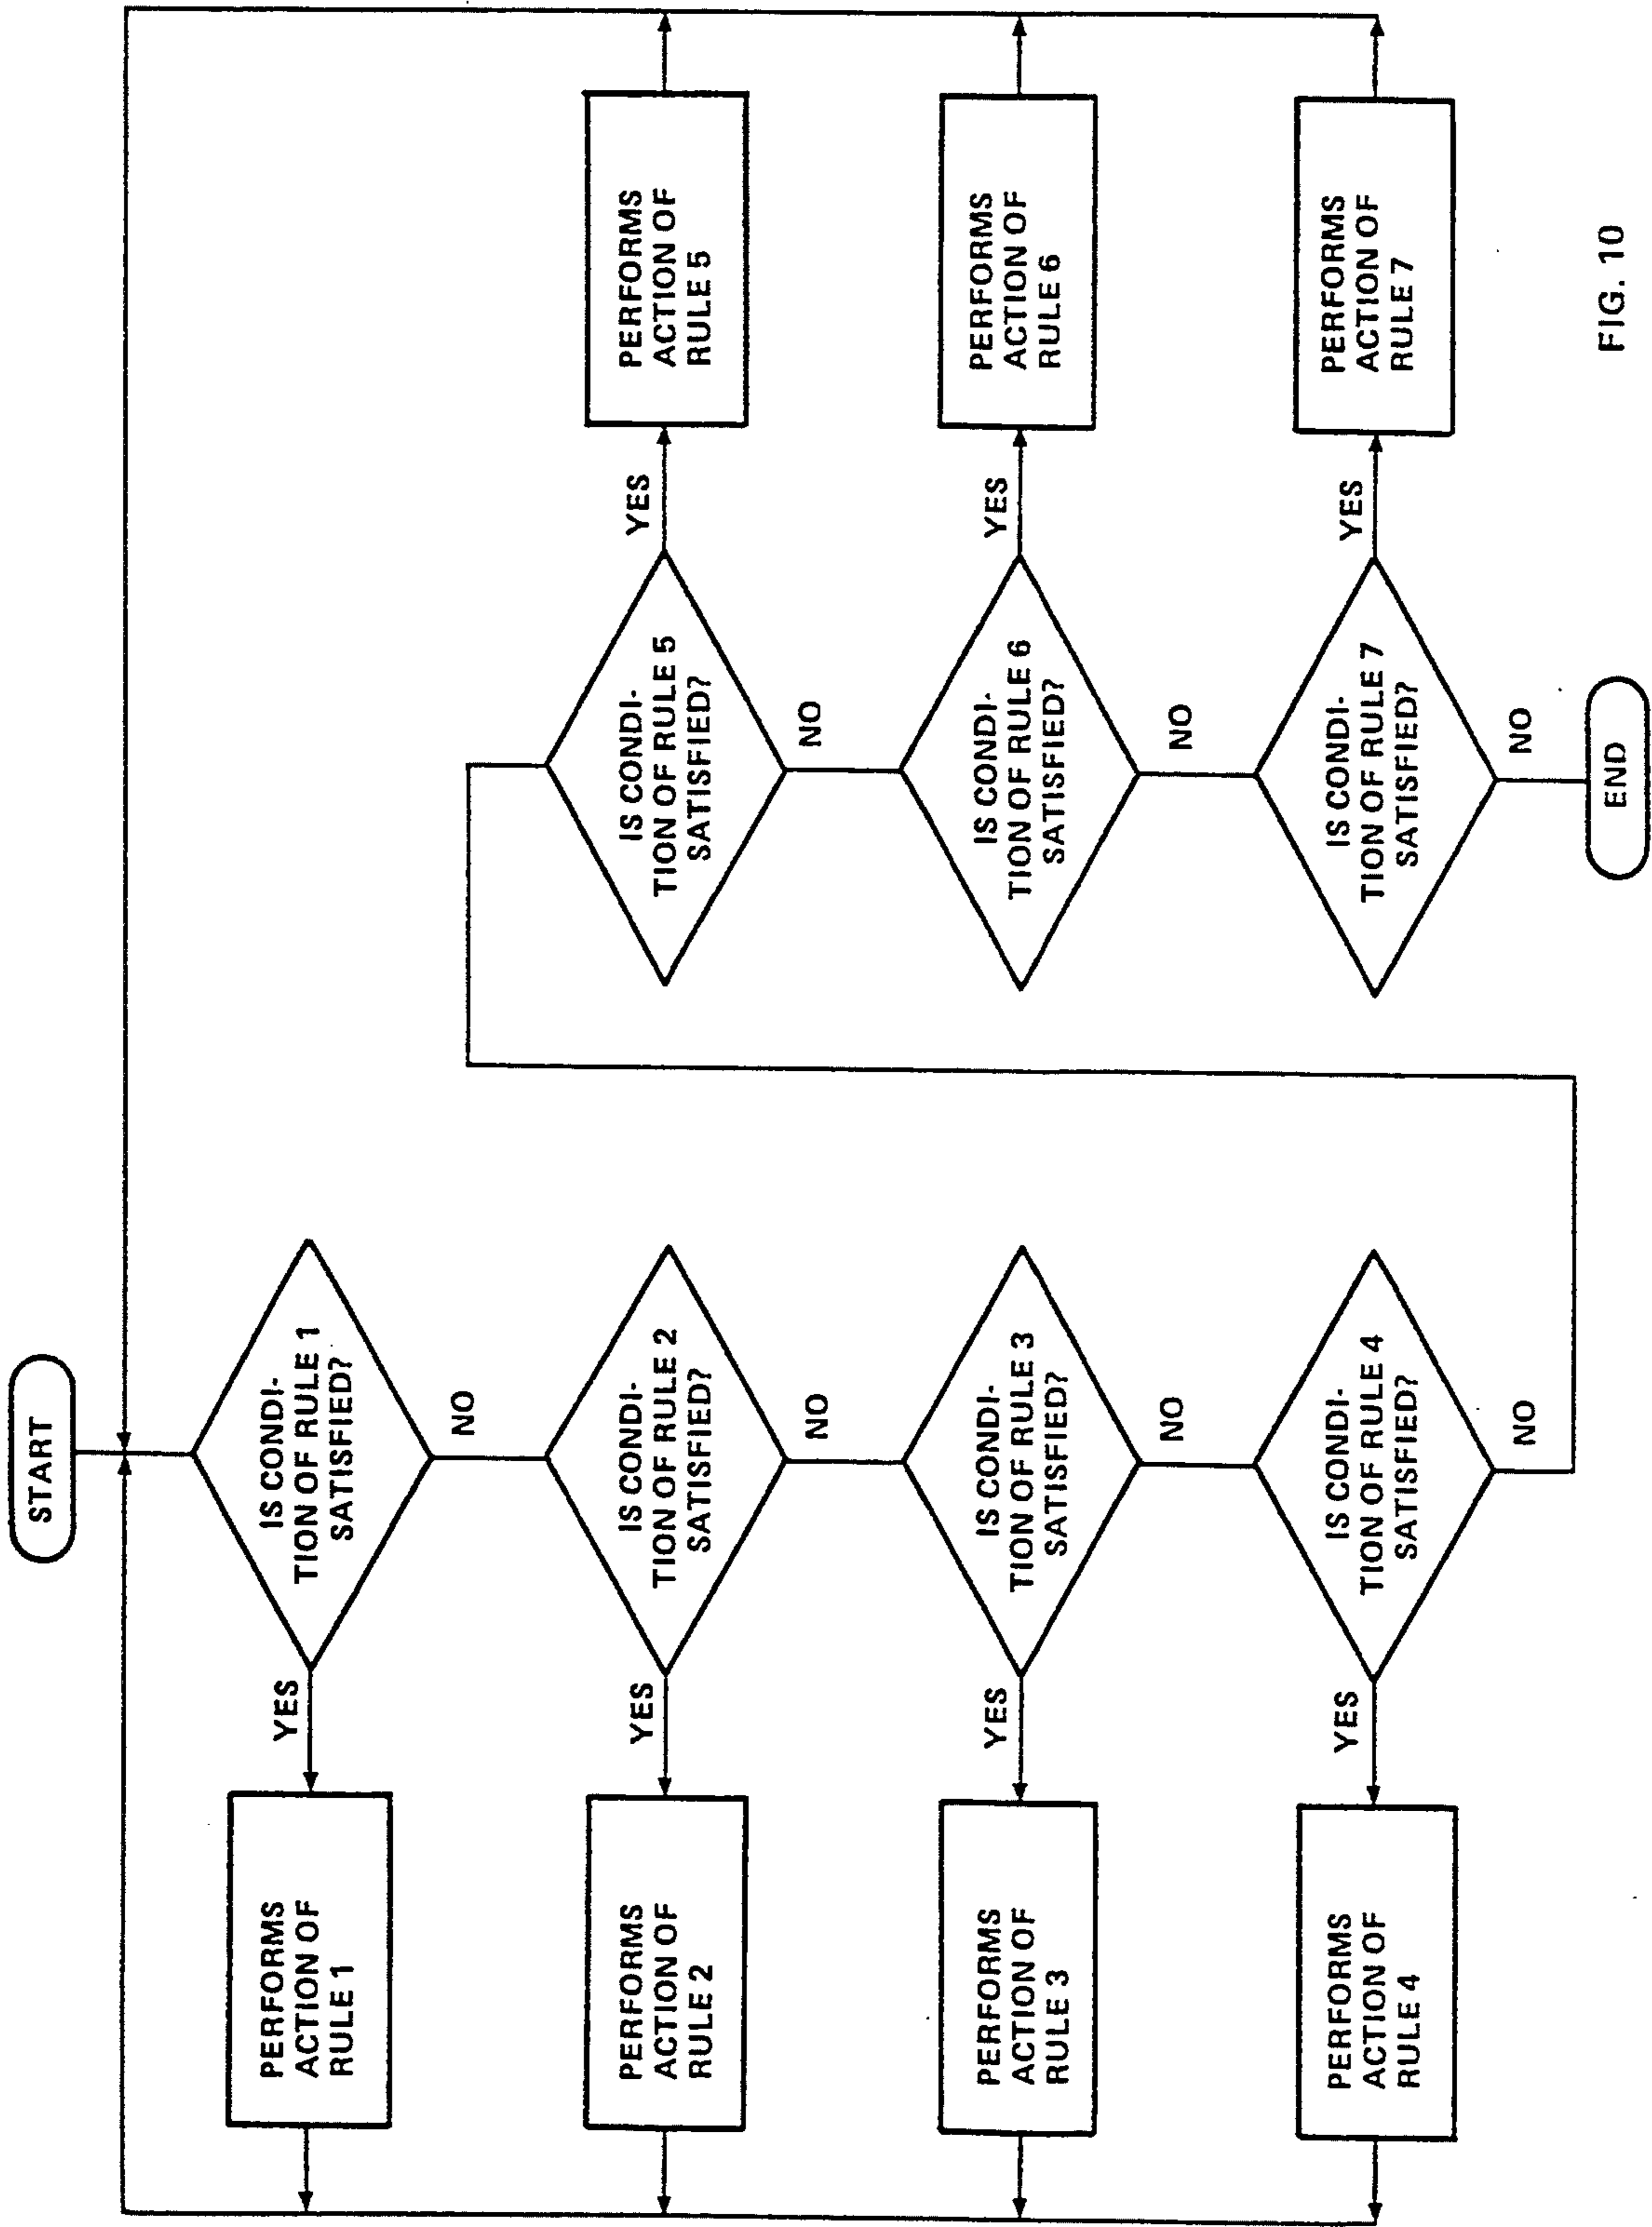 START
IS CONDI-
TION OF RULE 1
SATISFIED?
YES
PERFORMS
ACTION OF
RULE 1
NO
IS CONDI-
TION OF RULE 2
SATISFIED?
YES
PERFORMS
ACTION OF
RULE 2
NO
IS CONDI-
TION OF RULE 3
SATISFIED?
YES
PERFORMS
ACTION OF
RULE 3
NO
IS CONDI-
TION OF RULE 4
SATISFIED?
YES
PERFORMS
ACTION OF
RULE 4
NO
IS CONDI-
TION OF RULE 5
SATISFIED?
YES
PERFORMS
ACTION OF
RULE 5
NO
IS CONDI-
TION OF RULE 6
SATISFIED?
YES
PERFORMS
ACTION OF
RULE 6
NO
IS CONDI-
TION OF RULE 7
SATISFIED?
YES
PERFORMS
ACTION OF
RULE 7
NO
END
FIG. 10